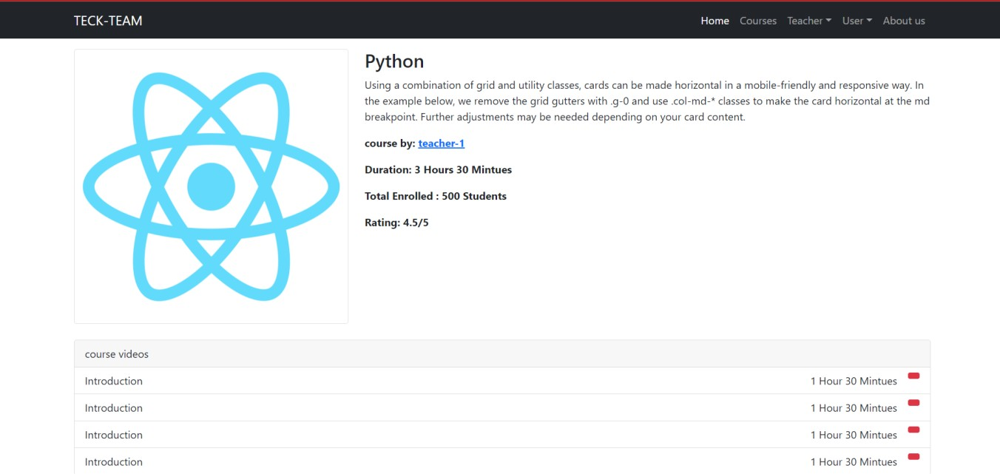 TECK-TEAM Home Courses Teacher User About us
Python
Using a combination of grid and utility classes, cards can be made horizontal in a mobile-friendly and responsive way. In
the example below, we remove the grid gutters with .g-0 and use .col-md-* classes to make the card horizontal at the md
breakpoint. Further adjustments may be needed depending on your card content.
course by: teacher-1
Duration: 3 Hours 30 Mintues
Total Enrolled : 500 Students
Rating: 4.5/5
course videos
Introduction 1 Hour 30 Mintues
Introduction 1 Hour 30 Mintues
Introduction 1 Hour 30 Mintues
Introduction 1 Hour 30 Mintues